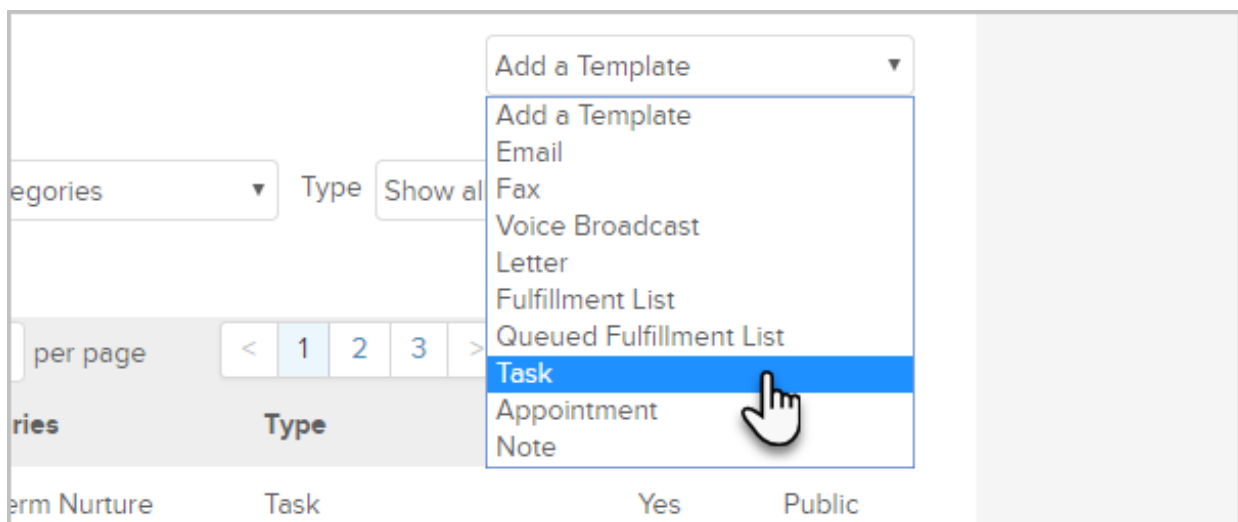 Add a Template
Add a Template
Email
egories Type Show all Fax
Voice Broadcast
Letter
Fulfillment List
per page < 1 2 3 > Queued Fulfillment List
Task
Appointment
ries Type
Note
erm Nurture Task Yes Public